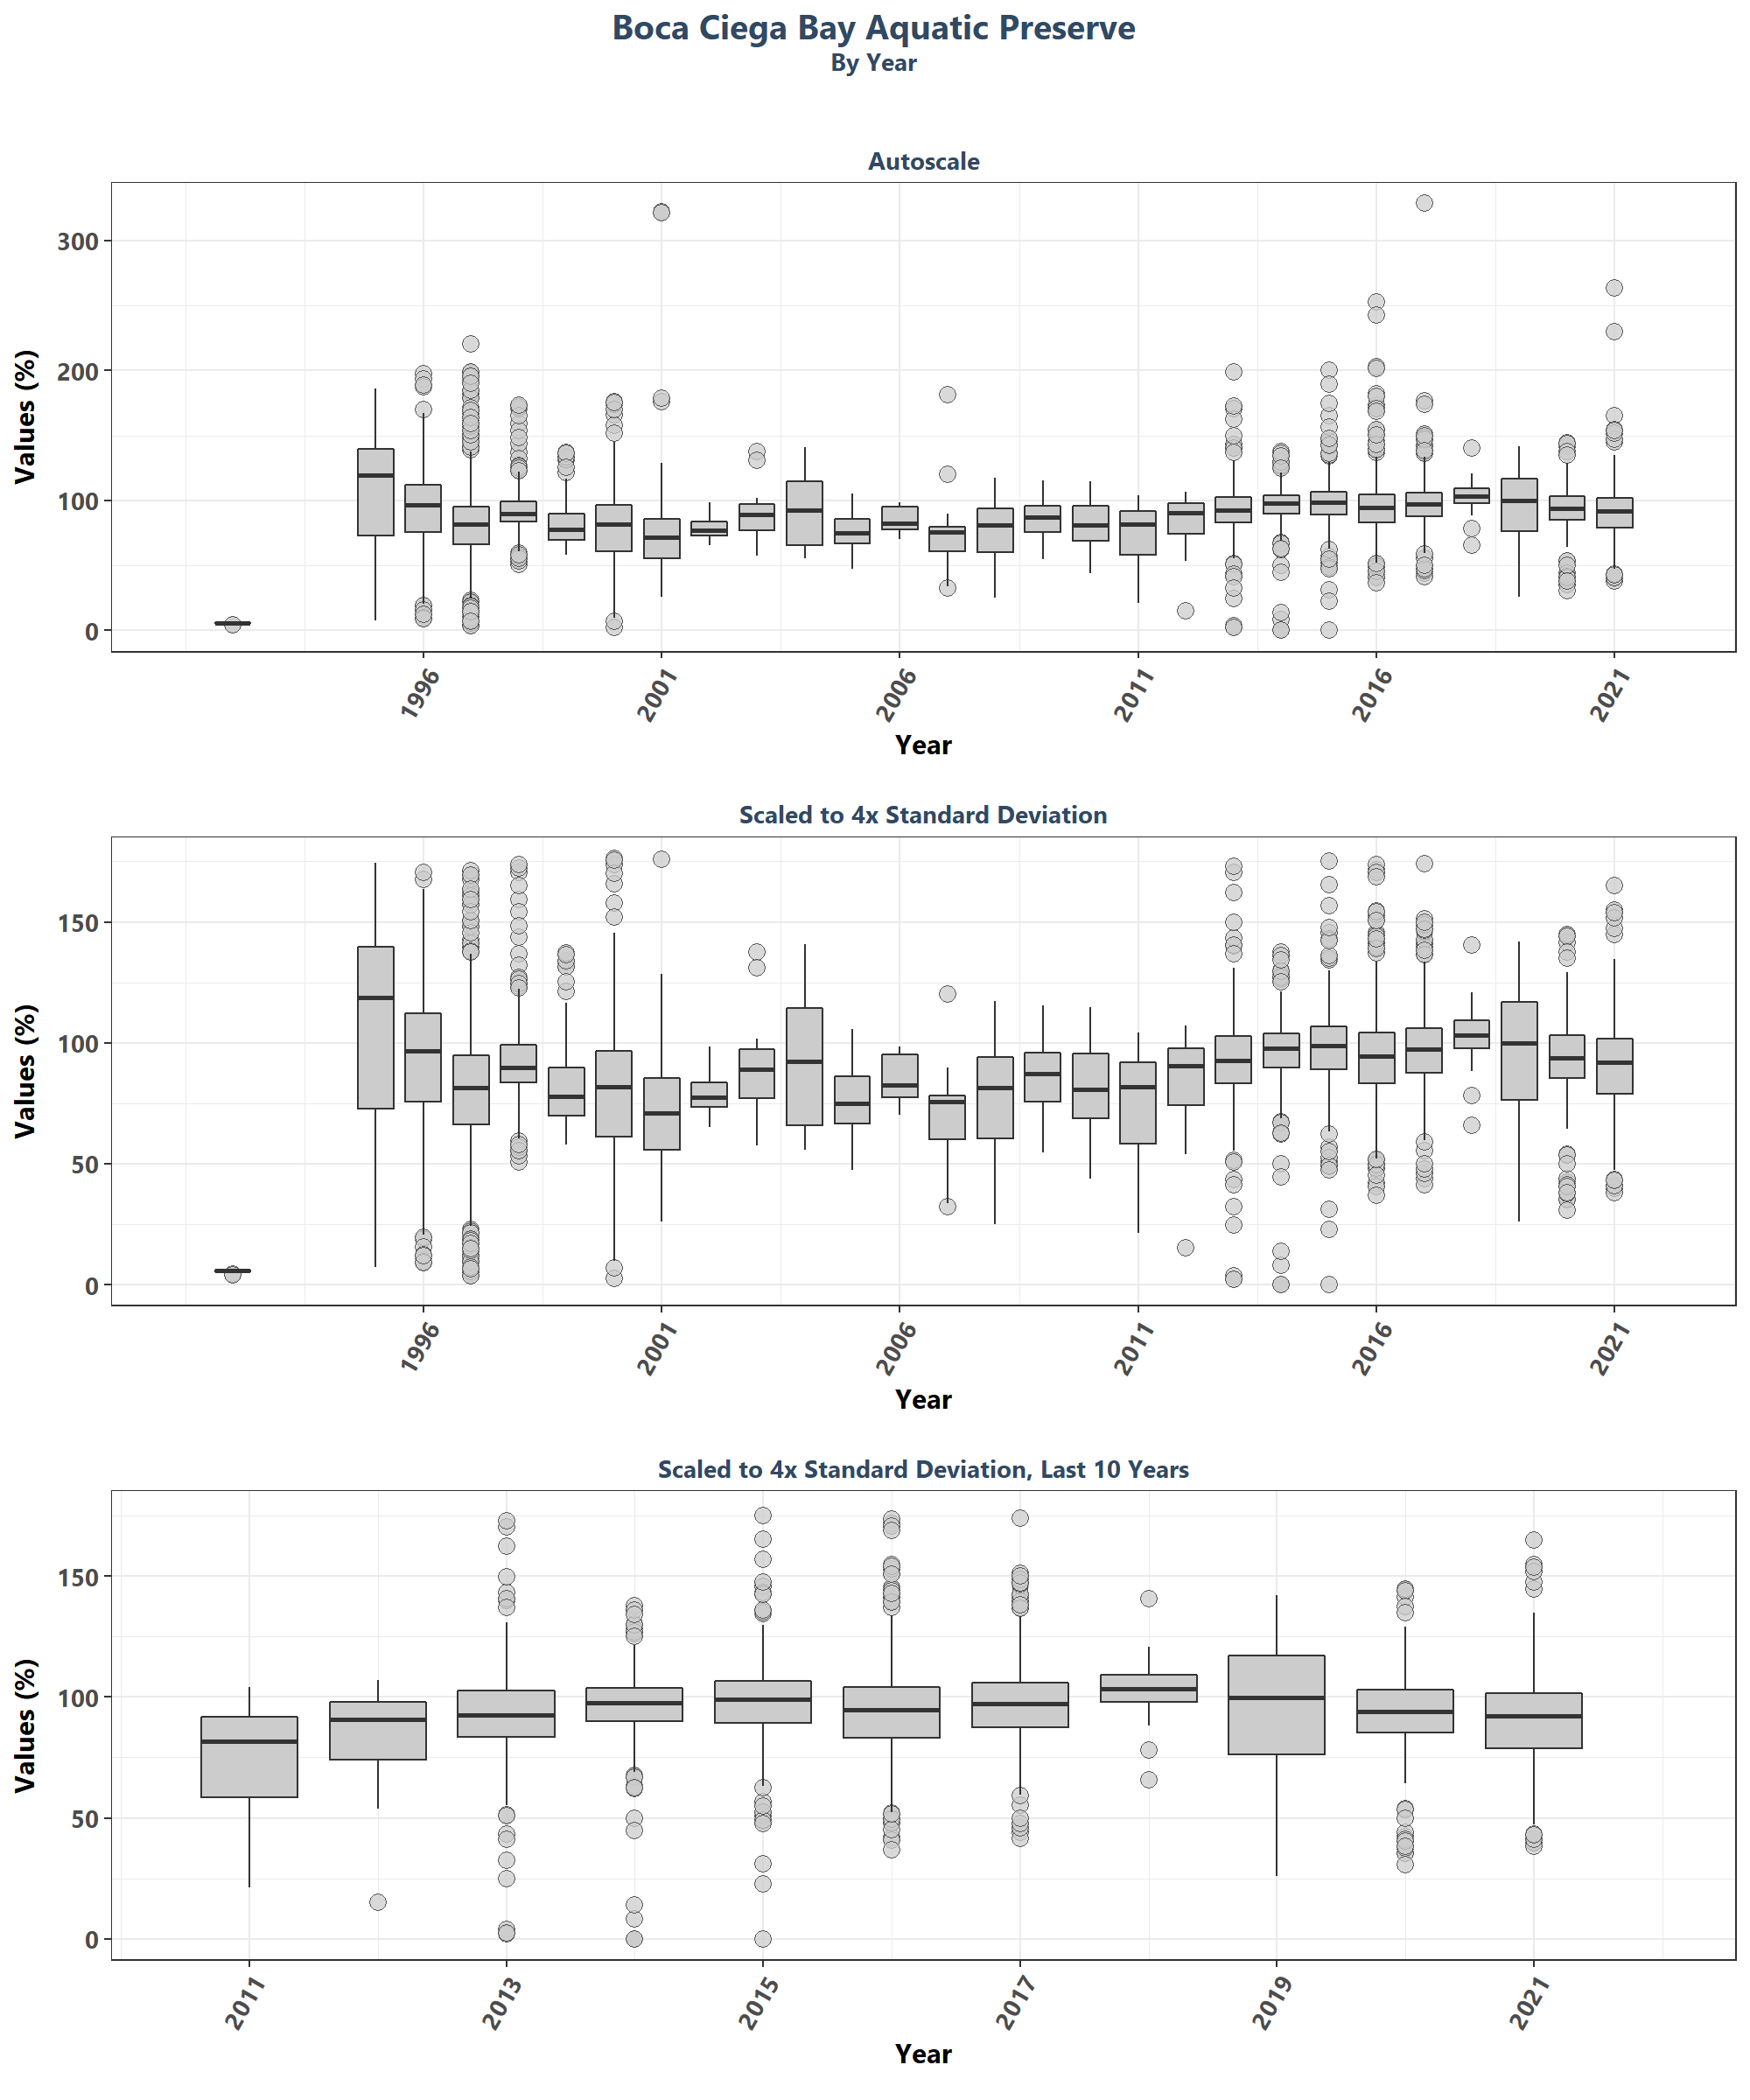 Boca Ciega Bay Aquatic Preserve
By Year
Autoscale
Values (%)
300
200
100
0
1996
2001
2006
2011
2016
2021
Year
Scaled to 4x Standard Deviation
Values (%)
150
100
50
0
1996
2001
2006
2011
2016
2021
Year
Scaled to 4x Standard Deviation, Last 10 Years
Values (%)
150
100
50
0
2011
2013
2015
2017
2019
2021
Year